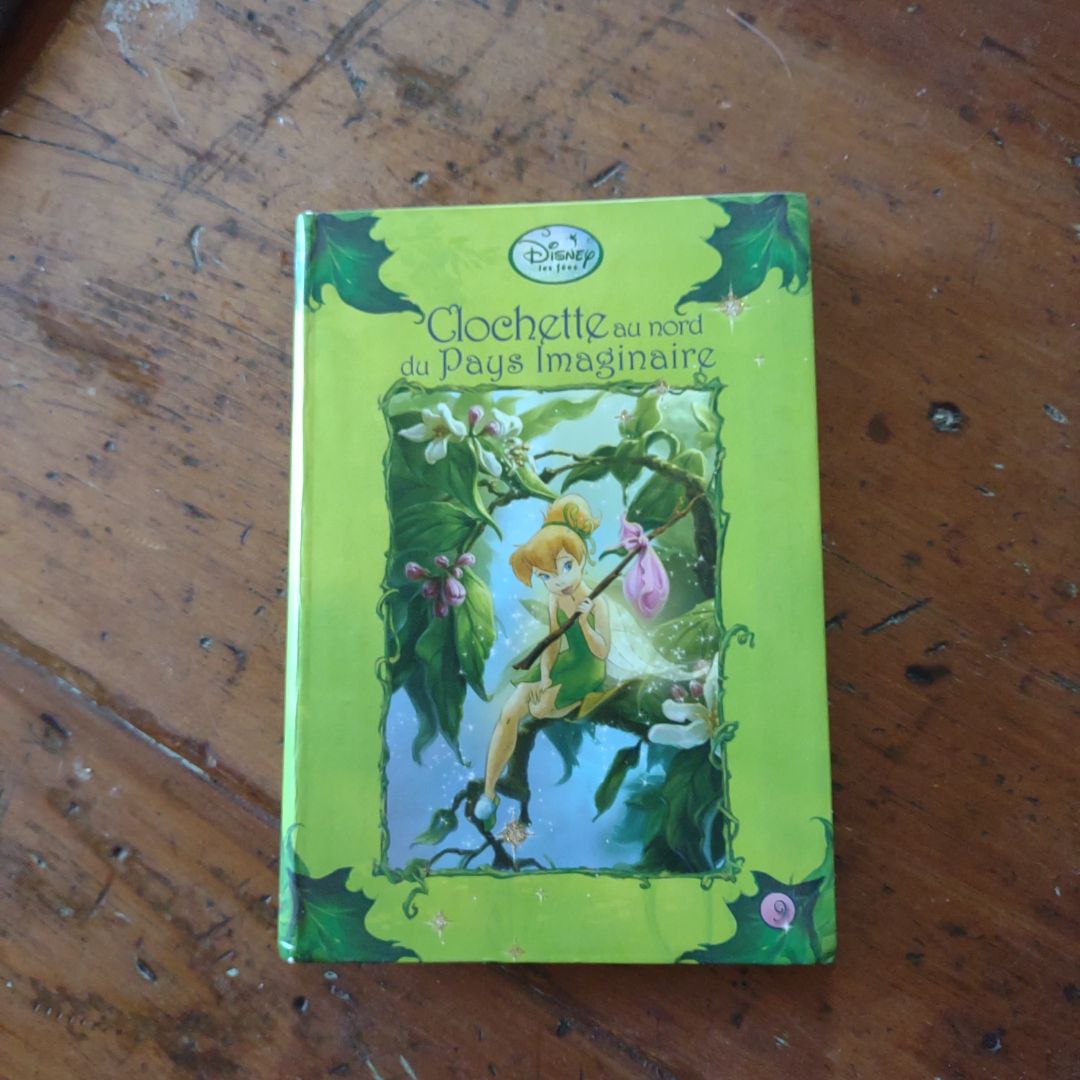 Disney
les fées
Clochette au nord
du Pays Imaginaire
9